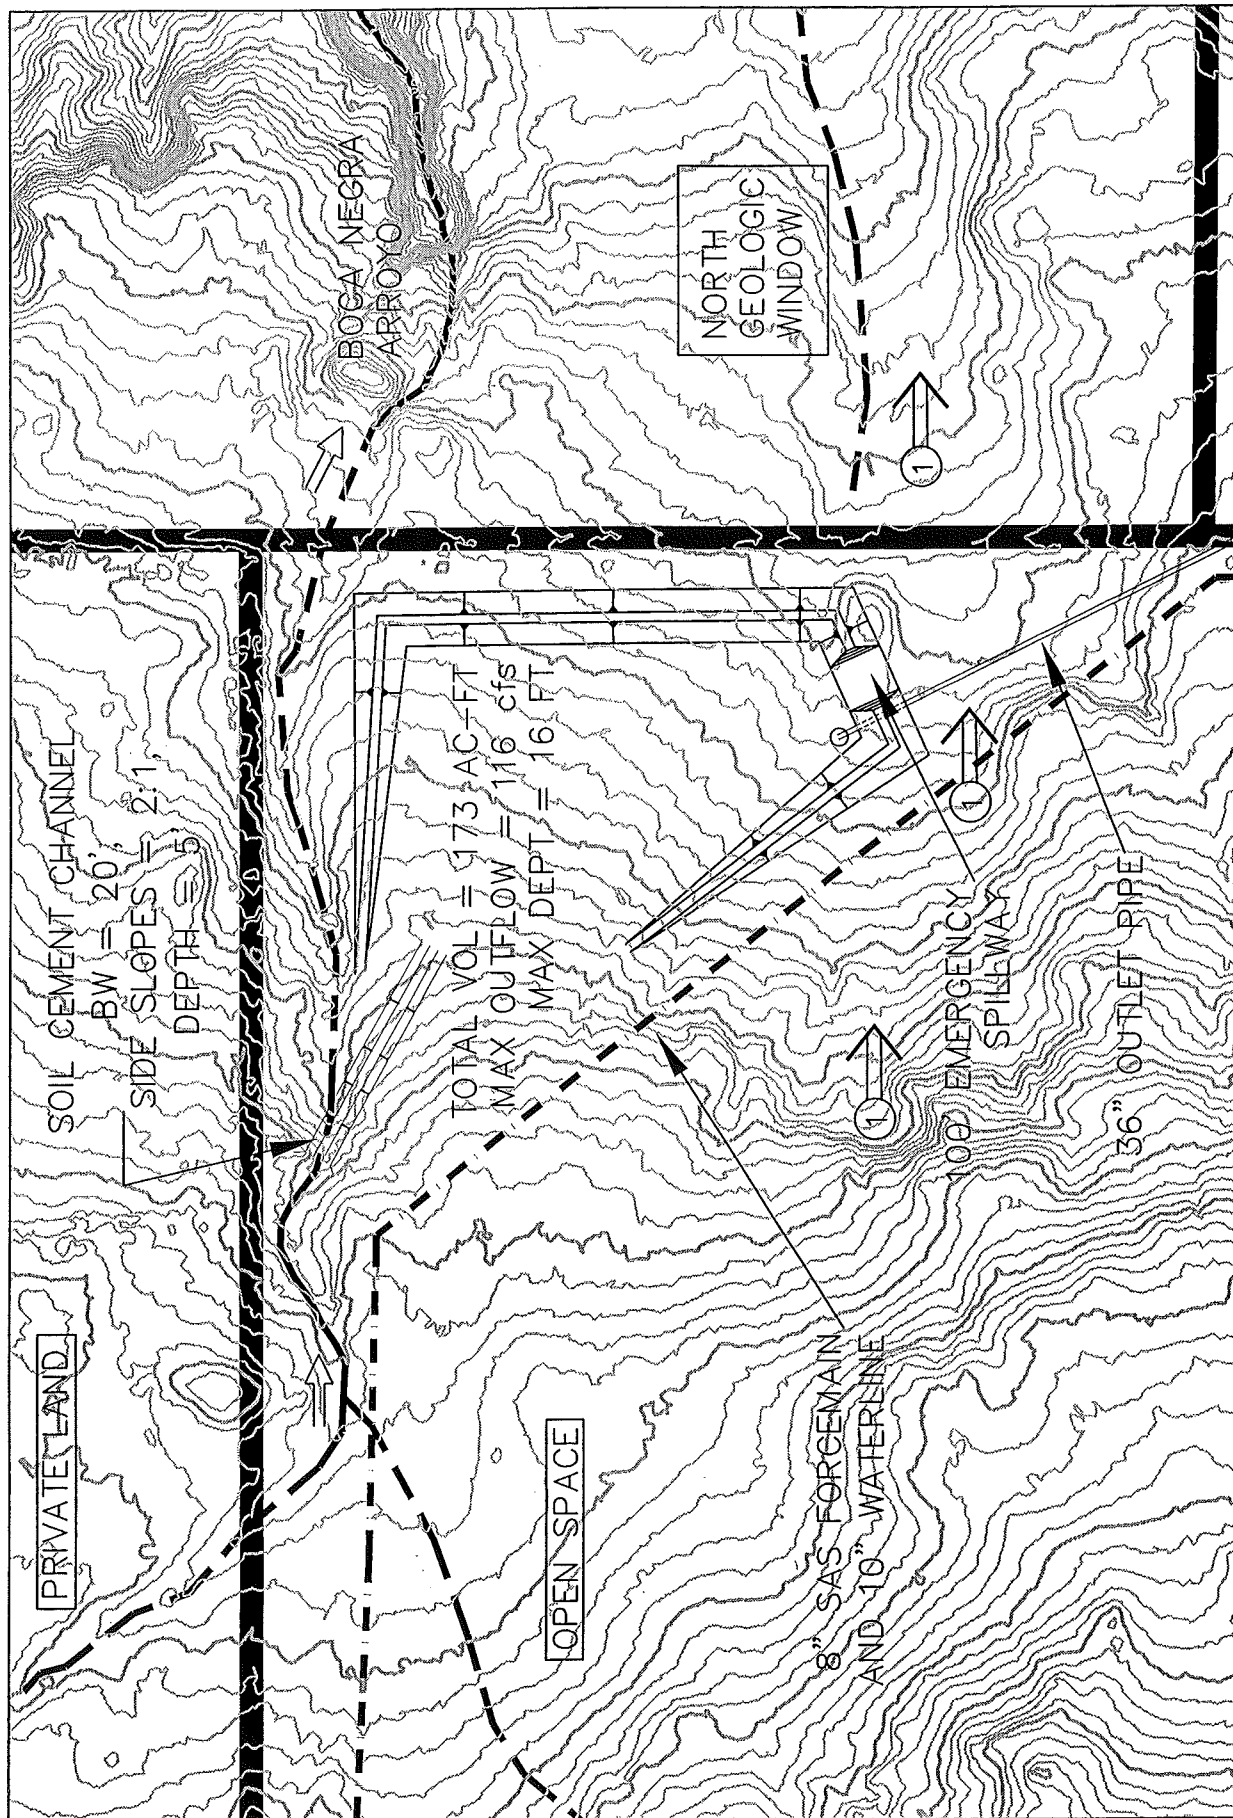 PRIVATE LAND
SOIL CEMENT CHANNEL
BW = 20'
SIDE SLOPES = 2:1
DEPTH = 5'
BOCA NEGRA
ARROYO
TOTAL VOL = 173 AC-FT
MAX OUTFLOW = 116 cfs
MAX DEPT = 16 FT
OPEN SPACE
NORTH
GEOLOGIC
WINDOW
8" SAS FORCEMAIN
AND 10" WATERLINE
1
1
1
100' EMERGENCY
SPILLWAY
36" OUTLET PIPE